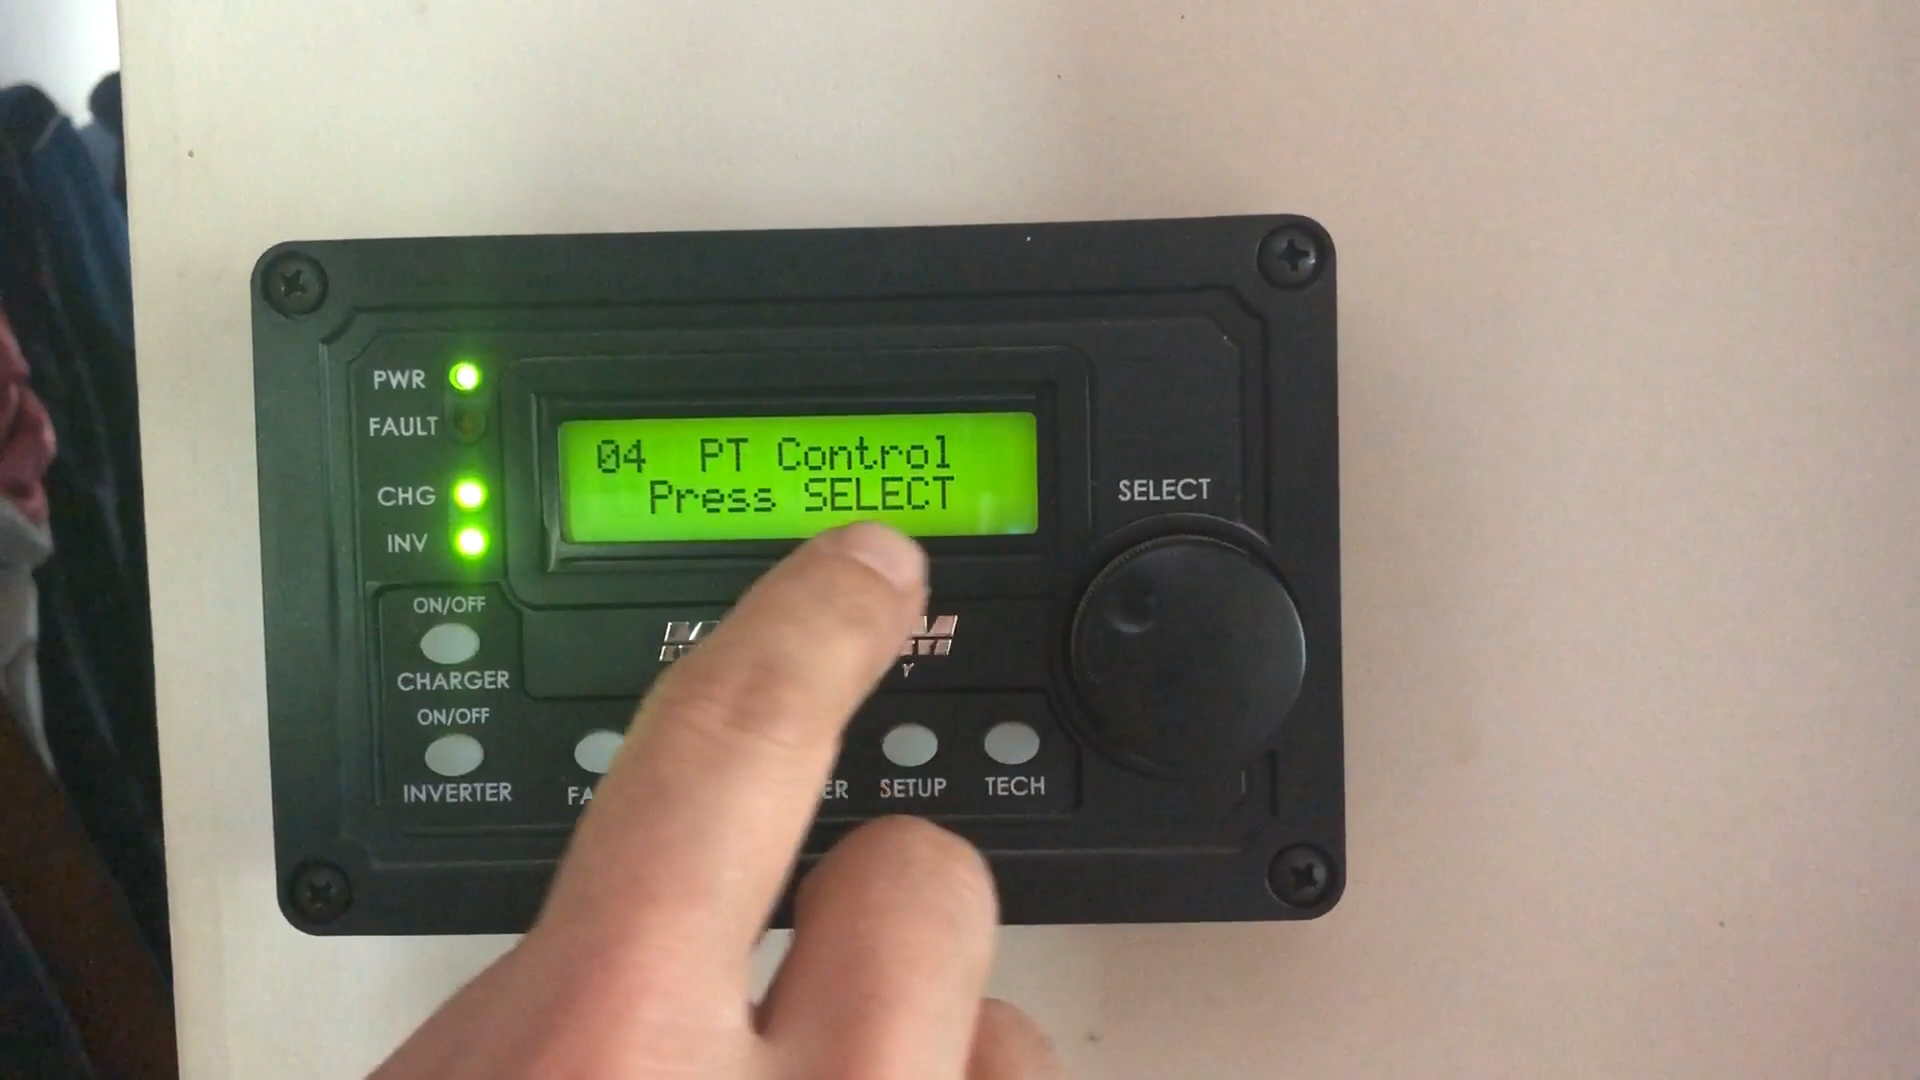 PWR
FAULT
CHG
INV
04 PT Control
Press SELECT
SELECT
ON/OFF
CHARGER
ON/OFF
INVERTER
SETUP
TECH